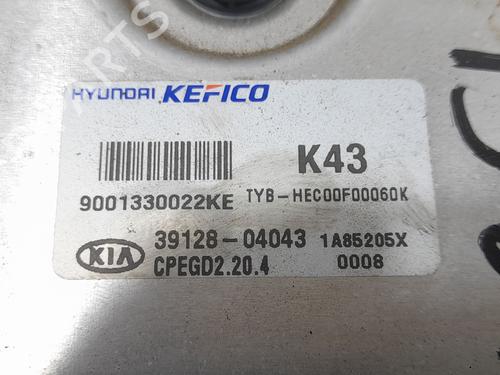 HYUNDAI KEFICO
K43
9001330022KE TYB-HEC00F00060K
KIA 39128-04043 1A85205X
CPEGD2.20.4 0008